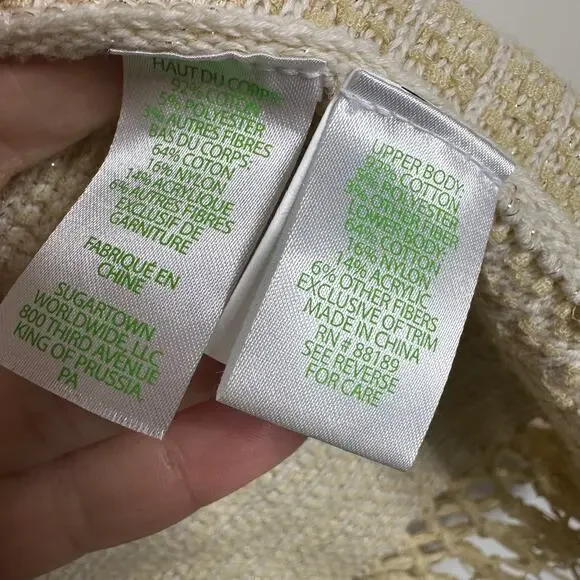 HAUT DU CORPS:
92% COTON
5% POLYESTER
AUTRES FIBRES
BAS DU CORPS:
64% COTON
16% NYLON
14% ACRYLIQUE
6% AUTRES FIBRES
EXCLUSIF DE
GARNITURE
FABRIQUÉ EN
CHINE
SUGARTOWN
WORLDWIDE, LLC
800 THIRD AVENUE
KING OF PRUSSIA,
PA
UPPER BODY:
COTTON
POLYESTER
OTHER FIBER
LOWER BODY:
64% COTTON
16% NYLON
14% ACRYLIC
6% OTHER FIBERS
EXCLUSIVE OF TRIM
MADE IN CHINA
RN # 88189
SEE REVERSE
FOR CARE